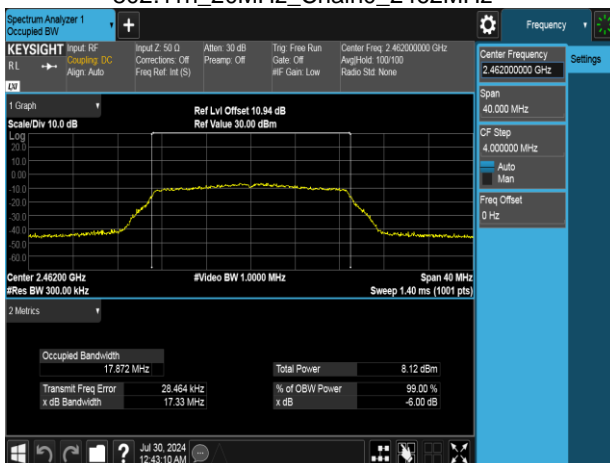 802.11n_20MHz_Chain0_2462MHz
Spectrum Analyzer 1
Occupied BW
+
Frequency
KEYSIGHT
RL
Input: RF
Coupling: DC
Align: Auto
Input Z: 50 Ω
Corrections: Off
Freq Ref: Int (S)
Atten: 30 dB
Preamp: Off
Trig: Free Run
Gate: Off
#IF Gain: Low
Center Freq: 2.462000000 GHz
Avg|Hold: 100/100
Radio Std: None
LXI
Center Frequency
2.462000000 GHz
Settings
Span
40.000 MHz
CF Step
4.000000 MHz
Auto
Man
Freq Offset
0 Hz
1 Graph
Scale/Div 10.0 dB
Ref Lvl Offset 10.94 dB
Ref Value 30.00 dBm
Log
20.0
10.0
0.00
-10.0
-20.0
-30.0
-40.0
-50.0
-60.0
Center 2.46200 GHz
#Res BW 300.00 kHz
#Video BW 1.0000 MHz
Span 40 MHz
Sweep 1.40 ms (1001 pts)
2 Metrics
Occupied Bandwidth
17.872 MHz
Total Power 8.12 dBm
Transmit Freq Error 28.464 kHz
% of OBW Power 99.00 %
x dB Bandwidth 17.33 MHz
x dB -6.00 dB
?
Jul 30, 2024
12:43:10 AM